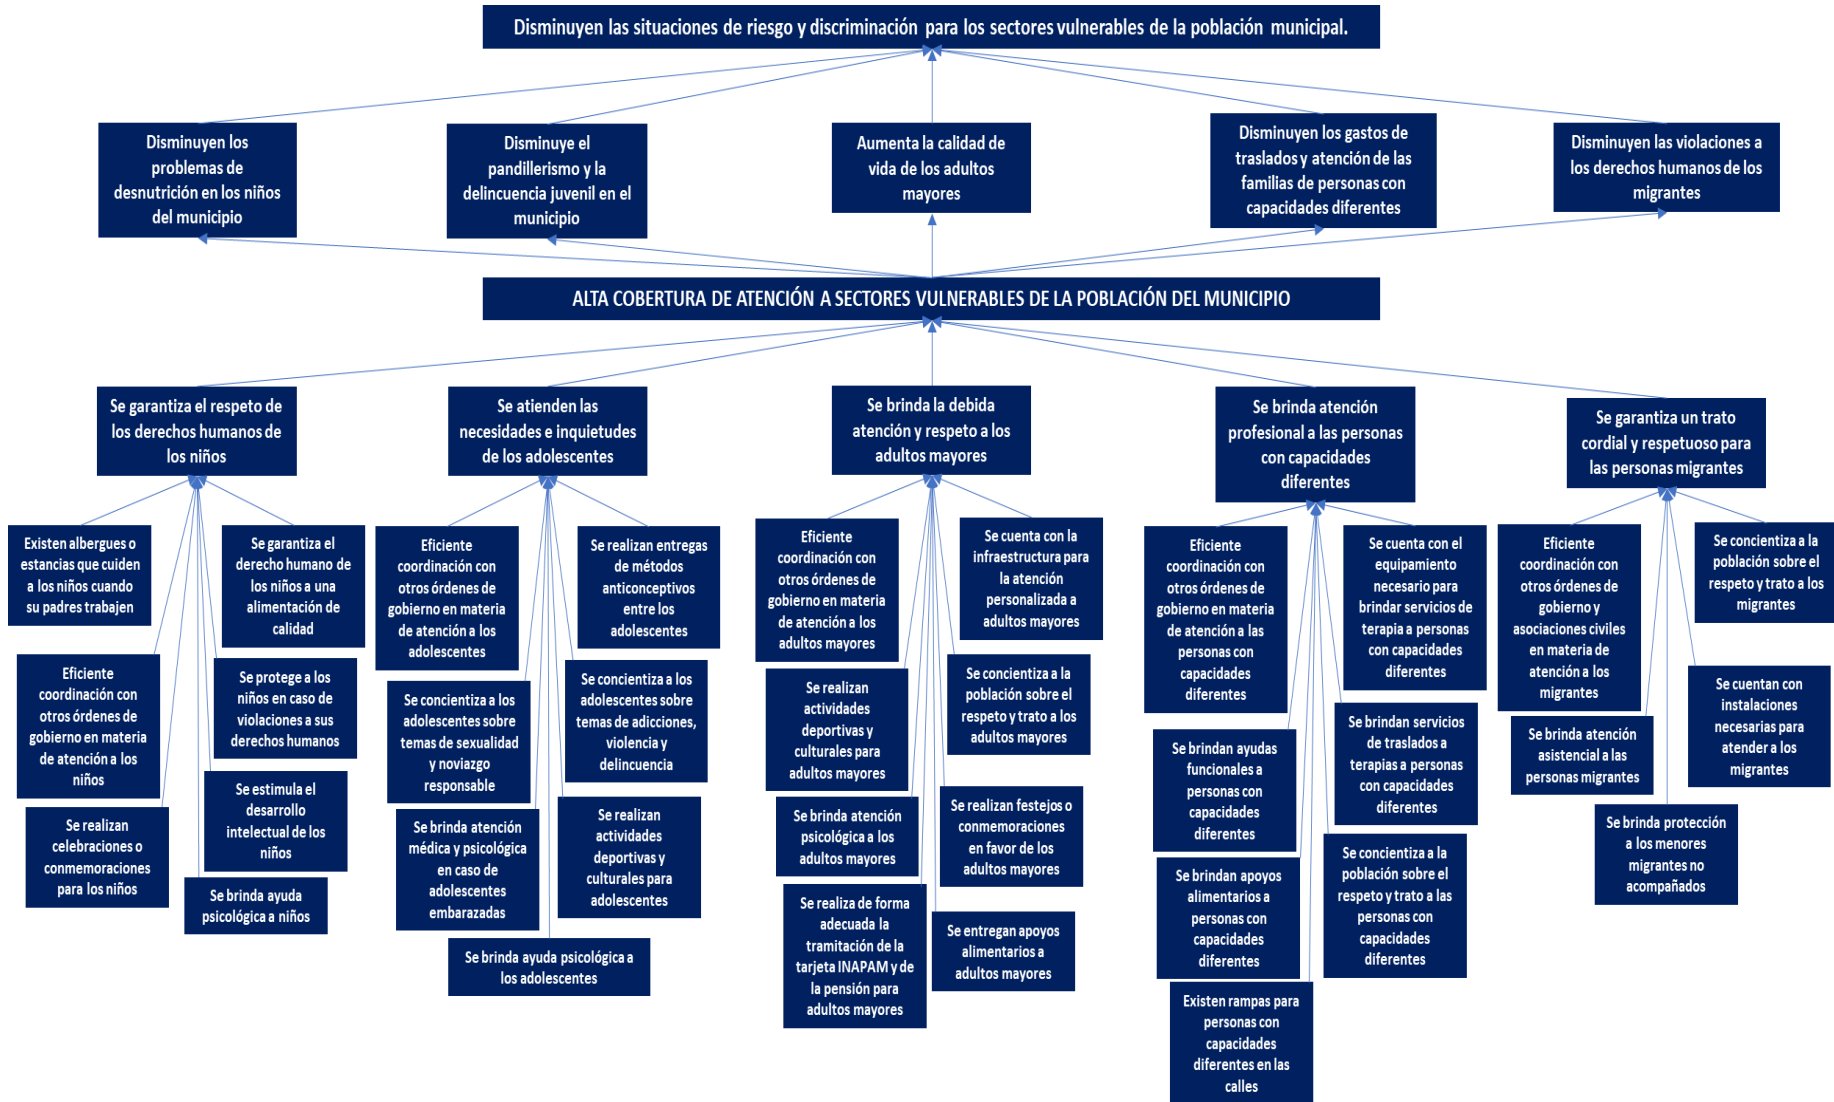 Disminuyen las situaciones de riesgo y discriminación para los sectores vulnerables de la población municipal.
Disminuyen los
problemas de
desnutrición en los niños
del municipio
Disminuye el
pandillerismo y la
delincuencia juvenil en el
municipio
Aumenta la calidad de
vida de los adultos
mayores
Disminuyen los gastos de
traslados y atención de las
familias de personas con
capacidades diferentes
Disminuyen las violaciones a
los derechos humanos de los
migrantes
ALTA COBERTURA DE ATENCIÓN A SECTORES VULNERABLES DE LA POBLACIÓN DEL MUNICIPIO
Se garantiza el respeto de
los derechos humanos de
los niños
Se atienden las
necesidades e inquietudes
de los adolescentes
Se brinda la debida
atención y respeto a los
adultos mayores
Se brinda atención
profesional a las personas
con capacidades
diferentes
Se garantiza un trato
cordial y respetuoso para
las personas migrantes
Existen albergues o
estancias que cuiden
a los niños cuando
su padres trabajen
Se garantiza el
derecho humano de
los niños a una
alimentación de
calidad
Eficiente
coordinación con
otros órdenes de
gobierno en materia
de atención a los
niños
Se protege a los
niños en caso de
violaciones a sus
derechos humanos
Se realizan
celebraciones o
conmemoraciones
para los niños
Se estimula el
desarrollo
intelectual de los
niños
Se brinda ayuda
psicológica a niños
Eficiente
coordinación con
otros órdenes de
gobierno en materia
de atención a los
adolescentes
Se realizan entregas
de métodos
anticonceptivos
entre los
adolescentes
Se concientiza a los
adolescentes sobre
temas de sexualidad
y noviazgo
responsable
Se concientiza a los
adolescentes sobre
temas de adicciones,
violencia y
delincuencia
Se brinda atención
médica y psicológica
en caso de
adolescentes
embarazadas
Se realizan
actividades
deportivas y
culturales para
adolescentes
Se brinda ayuda psicológica a
los adolescentes
Eficiente
coordinación con
otros órdenes de
gobierno en materia
de atención a los
adultos mayores
Se cuenta con la
infraestructura para
la atención
personalizada a
adultos mayores
Se realizan
actividades
deportivas y
culturales para
adultos mayores
Se concientiza a la
población sobre el
respeto y trato a los
adultos mayores
Se brinda atención
psicológica a los
adultos mayores
Se realizan festejos o
conmemoraciones
en favor de los
adultos mayores
Se realiza de forma
adecuada la
tramitación de la
tarjeta INAPAM y de
la pensión para
adultos mayores
Se entregan apoyos
alimentarios a
adultos mayores
Eficiente
coordinación con
otros órdenes de
gobierno en materia
de atención a las
personas con
capacidades
diferentes
Se cuenta con el
equipamiento
necesario para
brindar servicios de
terapia a personas
con capacidades
diferentes
Se brindan ayudas
funcionales a
personas con
capacidades
diferentes
Se brindan servicios
de traslados a
terapias a personas
con capacidades
diferentes
Se brindan apoyos
alimentarios a
personas con
capacidades
diferentes
Se concientiza a la
población sobre el
respeto y trato a las
personas con
capacidades
diferentes
Existen rampas para
personas con
capacidades
diferentes en las
calles
Eficiente
coordinación con
otros órdenes de
gobierno y
asociaciones civiles
en materia de
atención a los
migrantes
Se concientiza a la
población sobre el
respeto y trato a los
migrantes
Se brinda atención
asistencial a las
personas migrantes
Se cuentan con
instalaciones
necesarias para
atender a los
migrantes
Se brinda protección
a los menores
migrantes no
acompañados